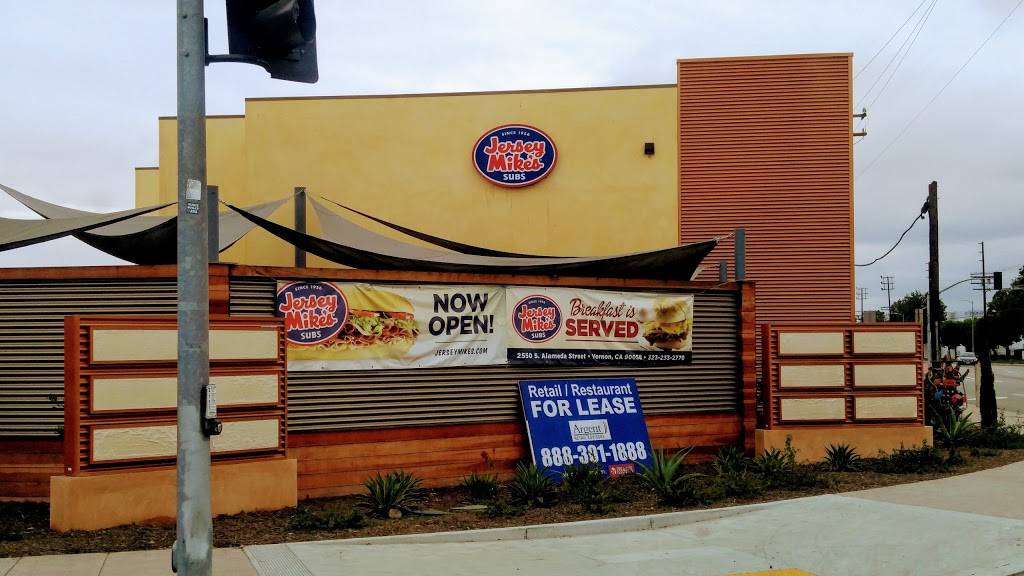 SINCE 1956
Jersey
Mike's
SUBS
SINCE 1956
Jersey
Mike's
SUBS
NOW
OPEN!
JERSEYMIKES.COM
Jersey
Mike's
SUBS
Breakfast is
SERVED
2550 S. Alameda Street • Vernon, CA 90058 • 323-233-2770
Retail / Restaurant
FOR LEASE
Argent
888-391-1888